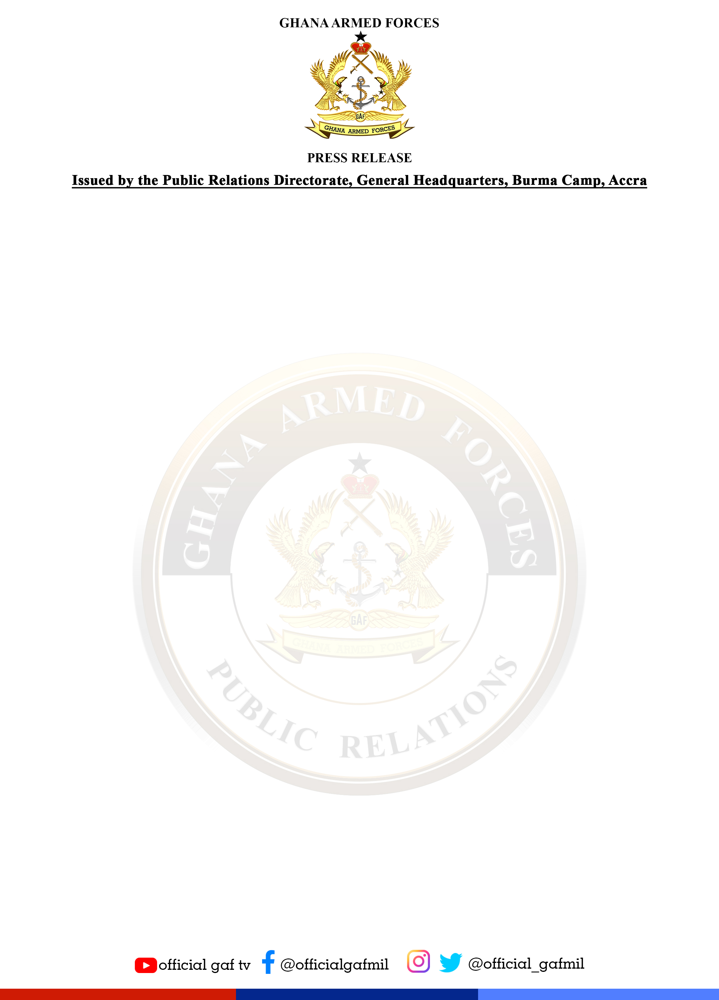 GHANA ARMED FORCES
GAF
GHANA ARMED FORCES
PRESS RELEASE
Issued by the Public Relations Directorate, General Headquarters, Burma Camp, Accra
GHANA ARMED FORCES
GAF
GHANA ARMED FORCES
PUBLIC RELATIONS
official gaf tv @officialgafmil @official_gafmil